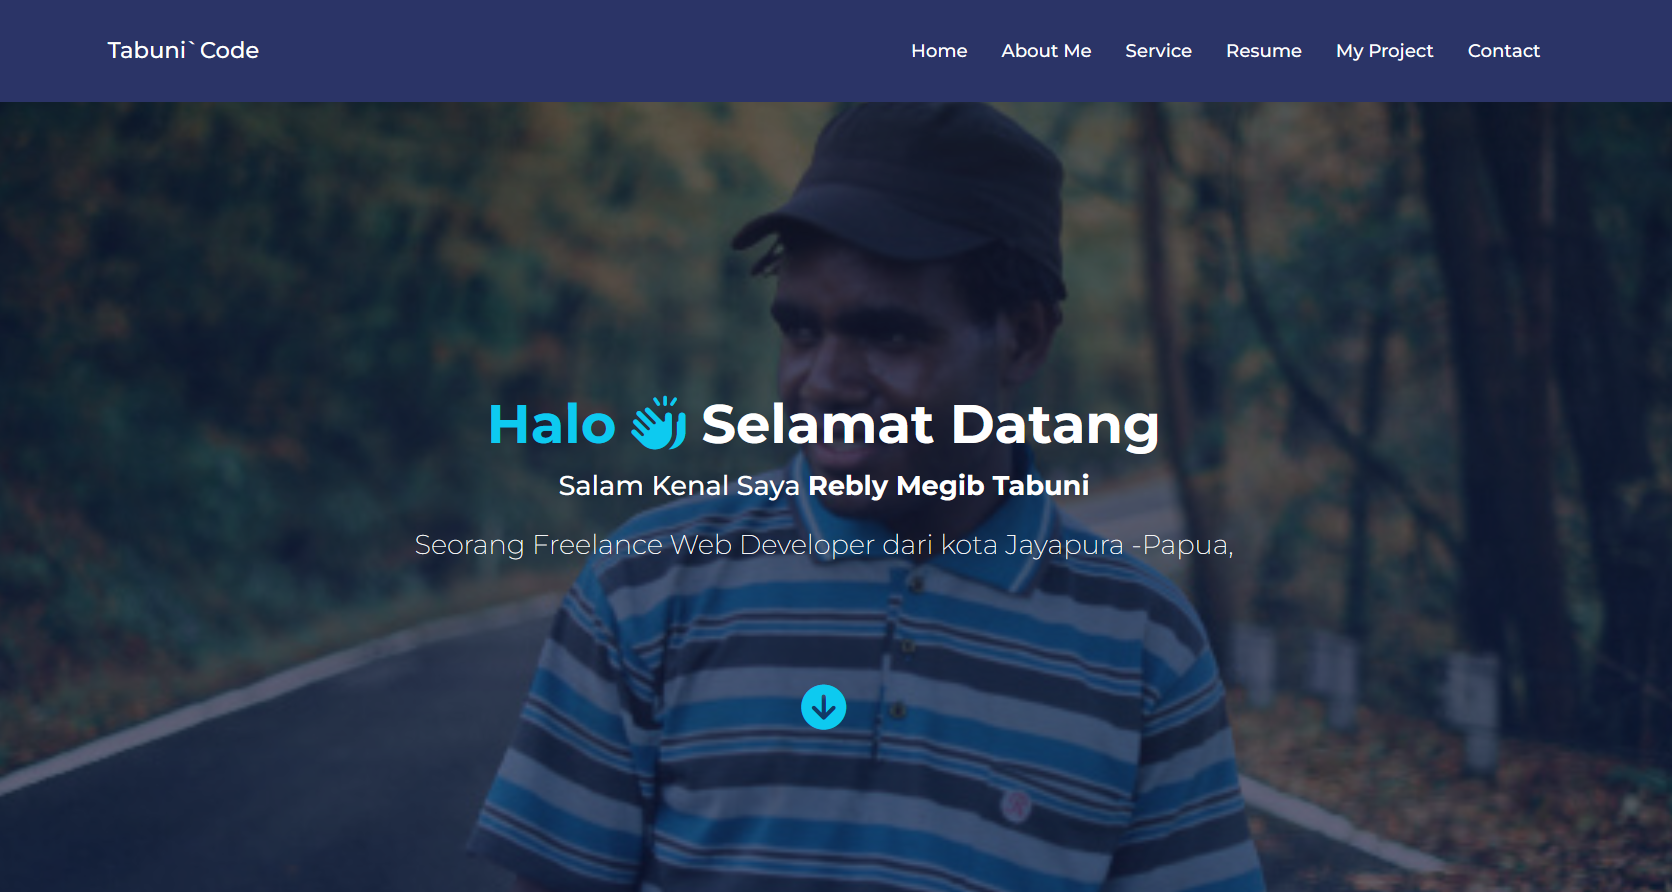 Tabuni`Code
Home About Me Service Resume My Project Contact
Halo Selamat Datang
Salam Kenal Saya Rebly Megib Tabuni
Seorang Freelance Web Developer dari kota Jayapura -Papua,